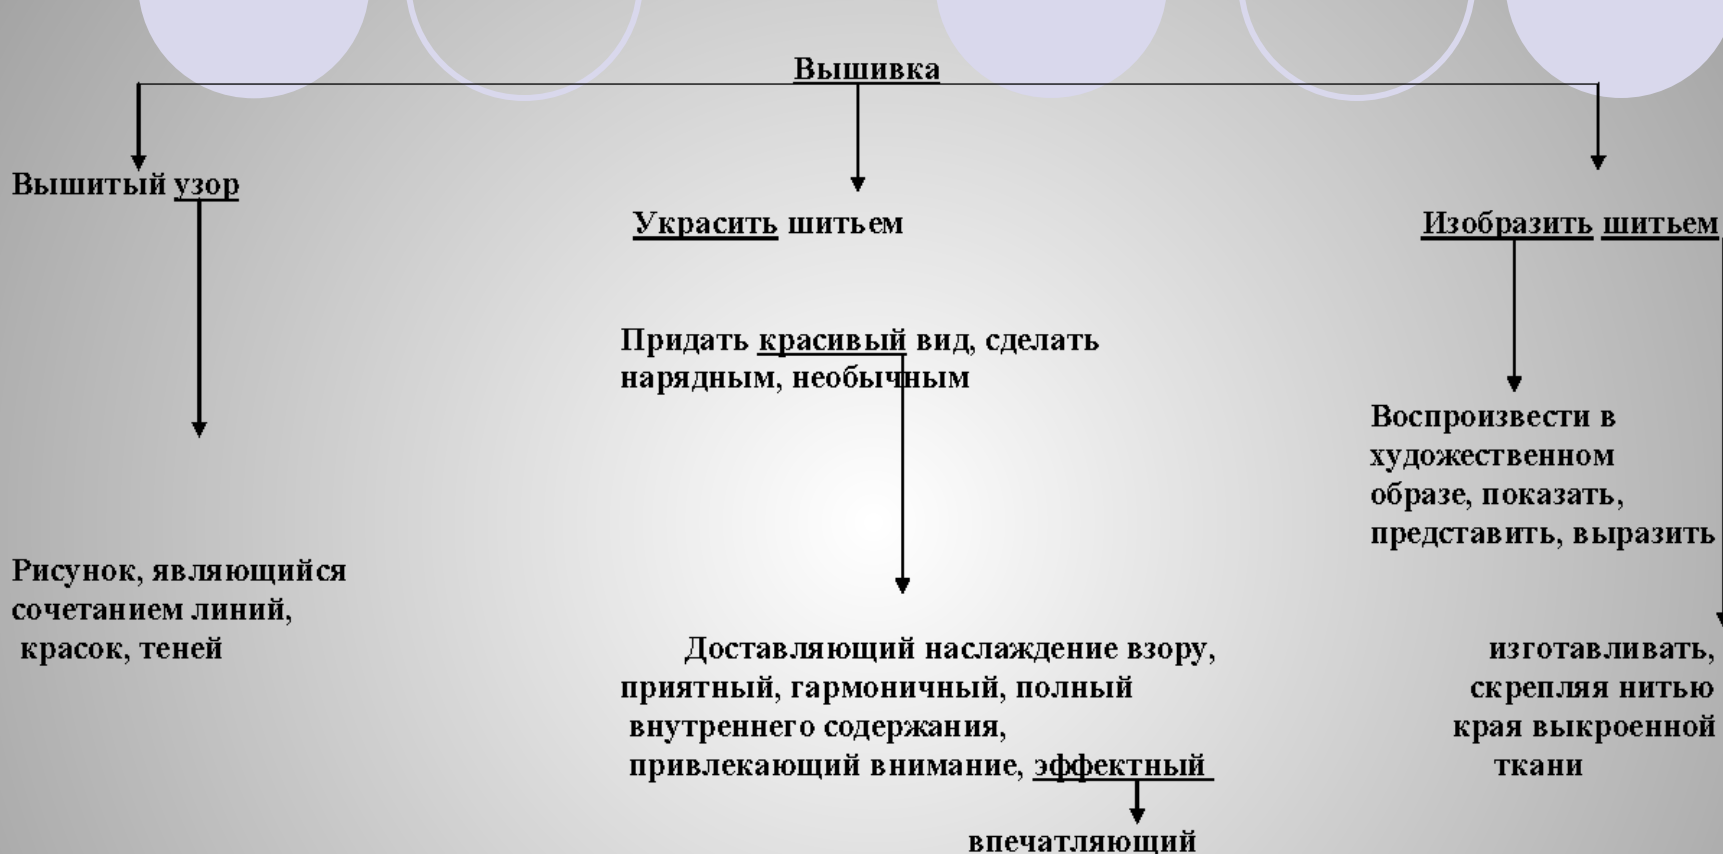 Вышивка
Вышитый узор
Рисунок, являющийся
сочетанием линий,
красок, теней
Украсить шитьем
Придать красивый вид, сделать
нарядным, необычным
Доставляющий наслаждение взору,
приятный, гармоничный, полный
внутреннего содержания,
привлекающий внимание, эффектный
впечатляющий
Изобразить шитьем
Воспроизвести в
художественном
образе, показать,
представить, выразить
изготавливать,
скрепляя нитью
края выкроенной
ткани